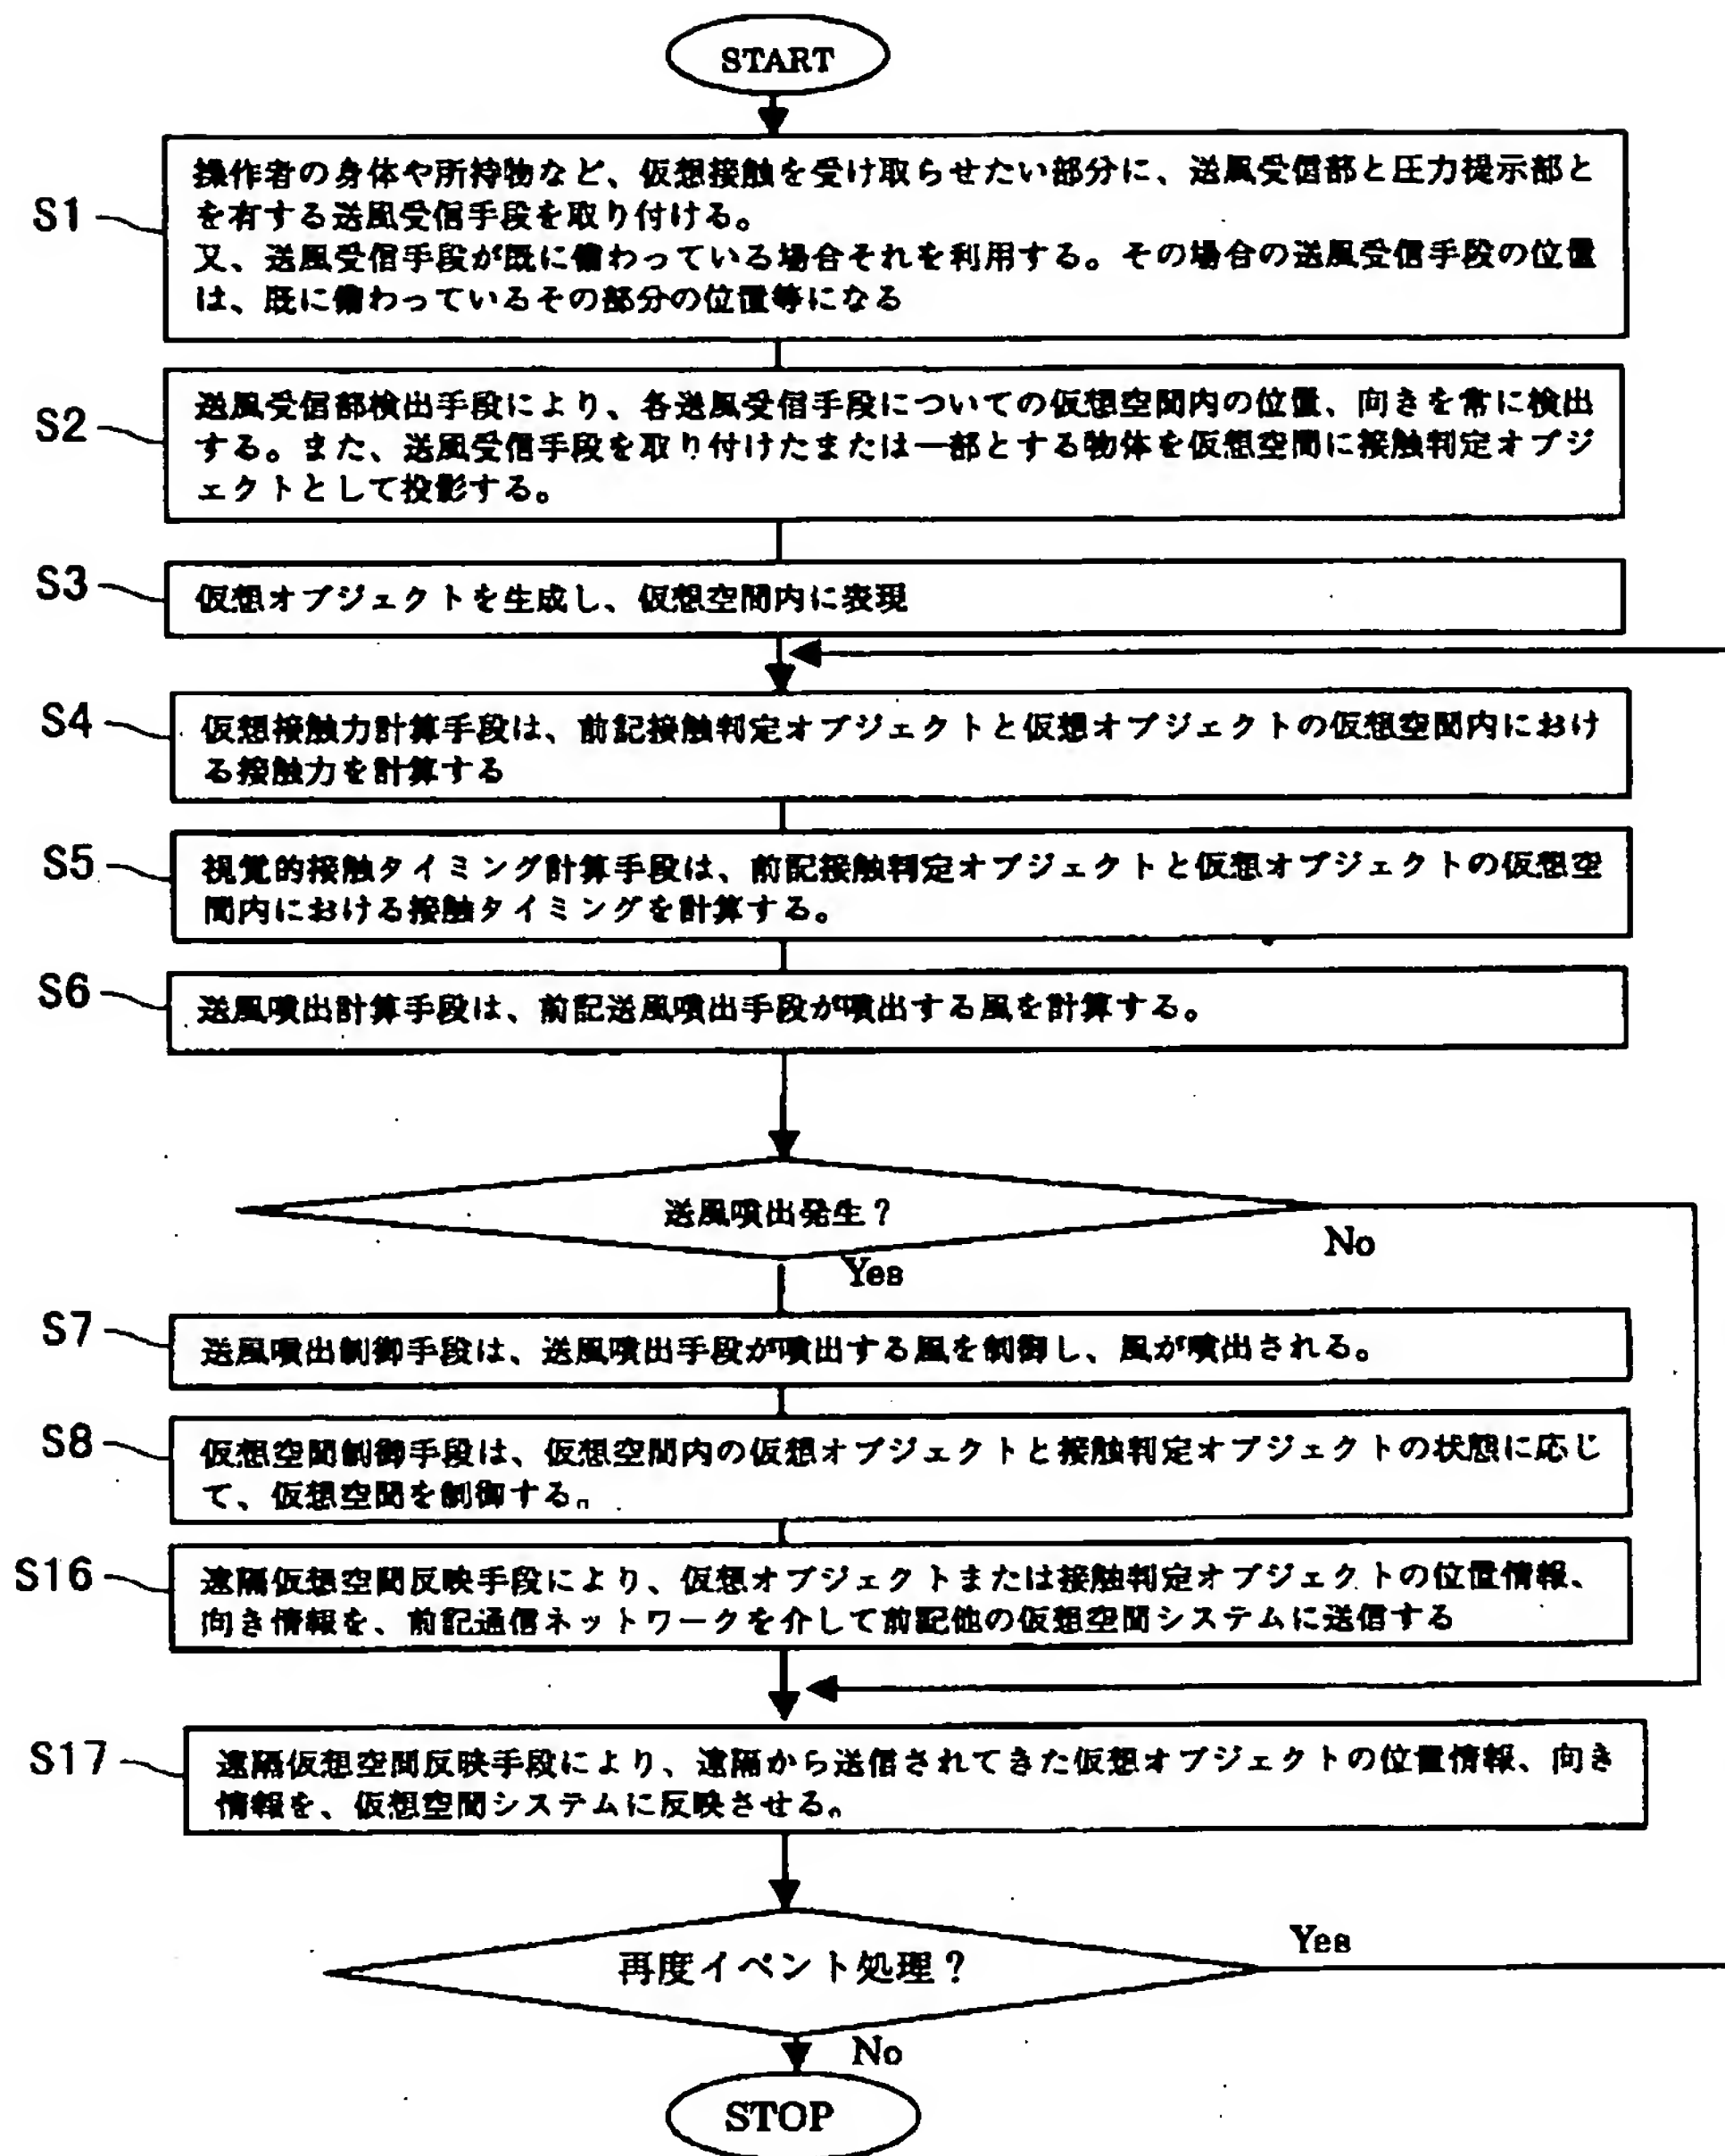 START
S1
操作者の身体や所持物など、仮想接触を受け取らせたい部分に、送風受信部と圧力提示部と
を有する送風受信手段を取り付ける。
又、送風受信手段が既に備わっている場合それを利用する。その場合の送風受信手段の位置
は、既に備わっているその部分の位置等になる
S2
送風受信部検出手段により、各送風受信手段についての仮想空間内の位置、向きを常に検出
する。また、送風受信手段を取り付けたまたは一部とする物体を仮想空間に接触判定オブジ
ェクトとして投影する。
S3
仮想オブジェクトを生成し、仮想空間内に表現
S4
仮想接触力計算手段は、前記接触判定オブジェクトと仮想オブジェクトの仮想空間内におけ
る接触力を計算する
S5
視覚的接触タイミング計算手段は、前記接触判定オブジェクトと仮想オブジェクトの仮想空
間内における接触タイミングを計算する。
S6
送風噴出計算手段は、前記送風噴出手段が噴出する風を計算する。
送風噴出発生？
No
Yes
S7
送風噴出制御手段は、送風噴出手段が噴出する風を制御し、風が噴出される。
S8
仮想空間制御手段は、仮想空間内の仮想オブジェクトと接触判定オブジェクトの状態に応じ
て、仮想空間を制御する。
S16
遠隔仮想空間反映手段により、仮想オブジェクトまたは接触判定オブジェクトの位置情報、
向き情報を、前記通信ネットワークを介して前記他の仮想空間システムに送信する
S17
遠隔仮想空間反映手段により、遠隔から送信されてきた仮想オブジェクトの位置情報、向き
情報を、仮想空間システムに反映させる。
再度イベント処理？
Yes
No
STOP